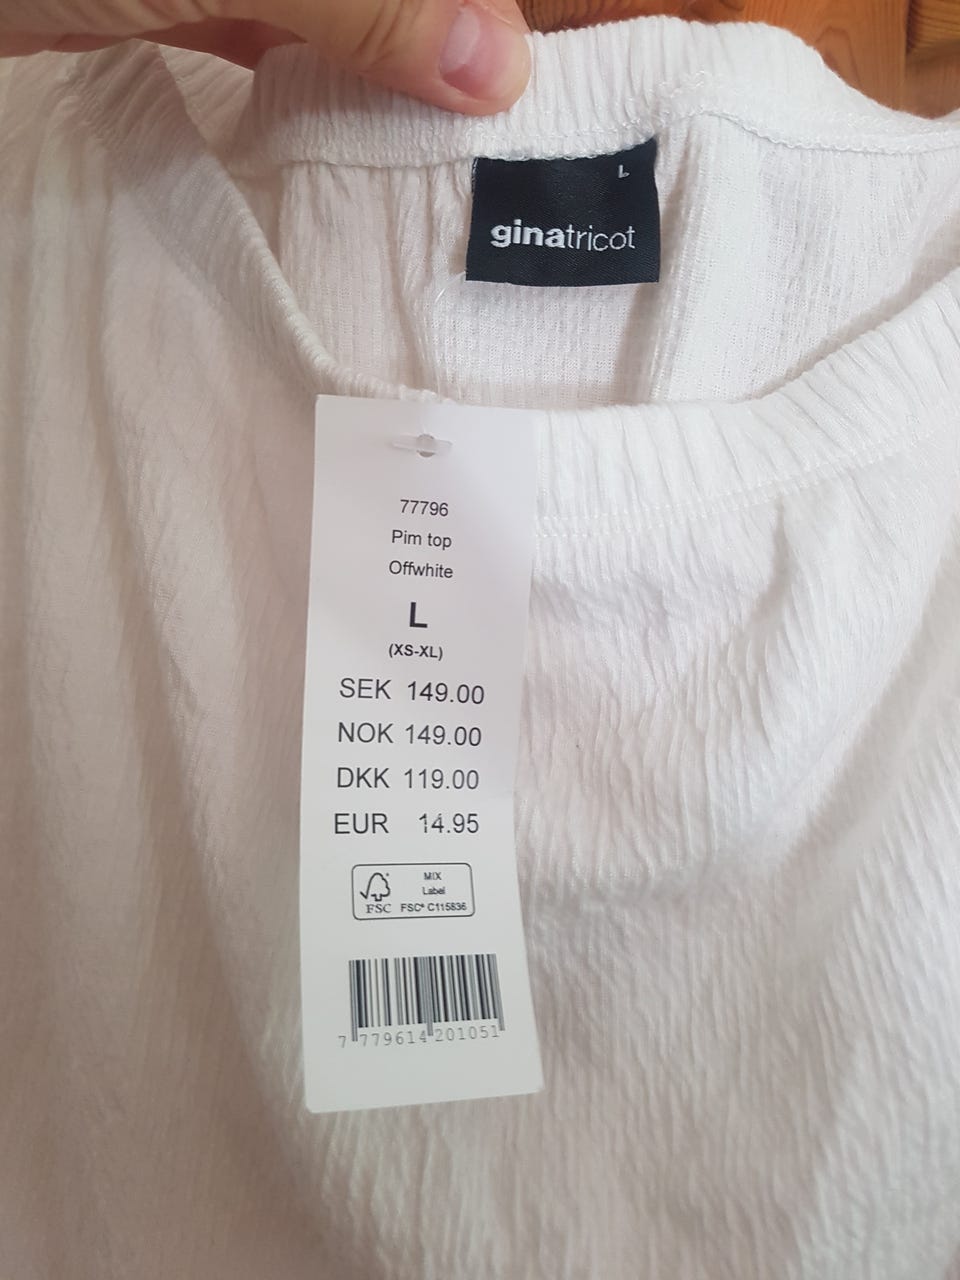 L
ginatricot
77796
Pim top
Offwhite
L
(XS-XL)
SEK 149.00
NOK 149.00
DKK 119.00
EUR 14.95
MIX
Label
FSC FSC® C115836
7 779614 201051